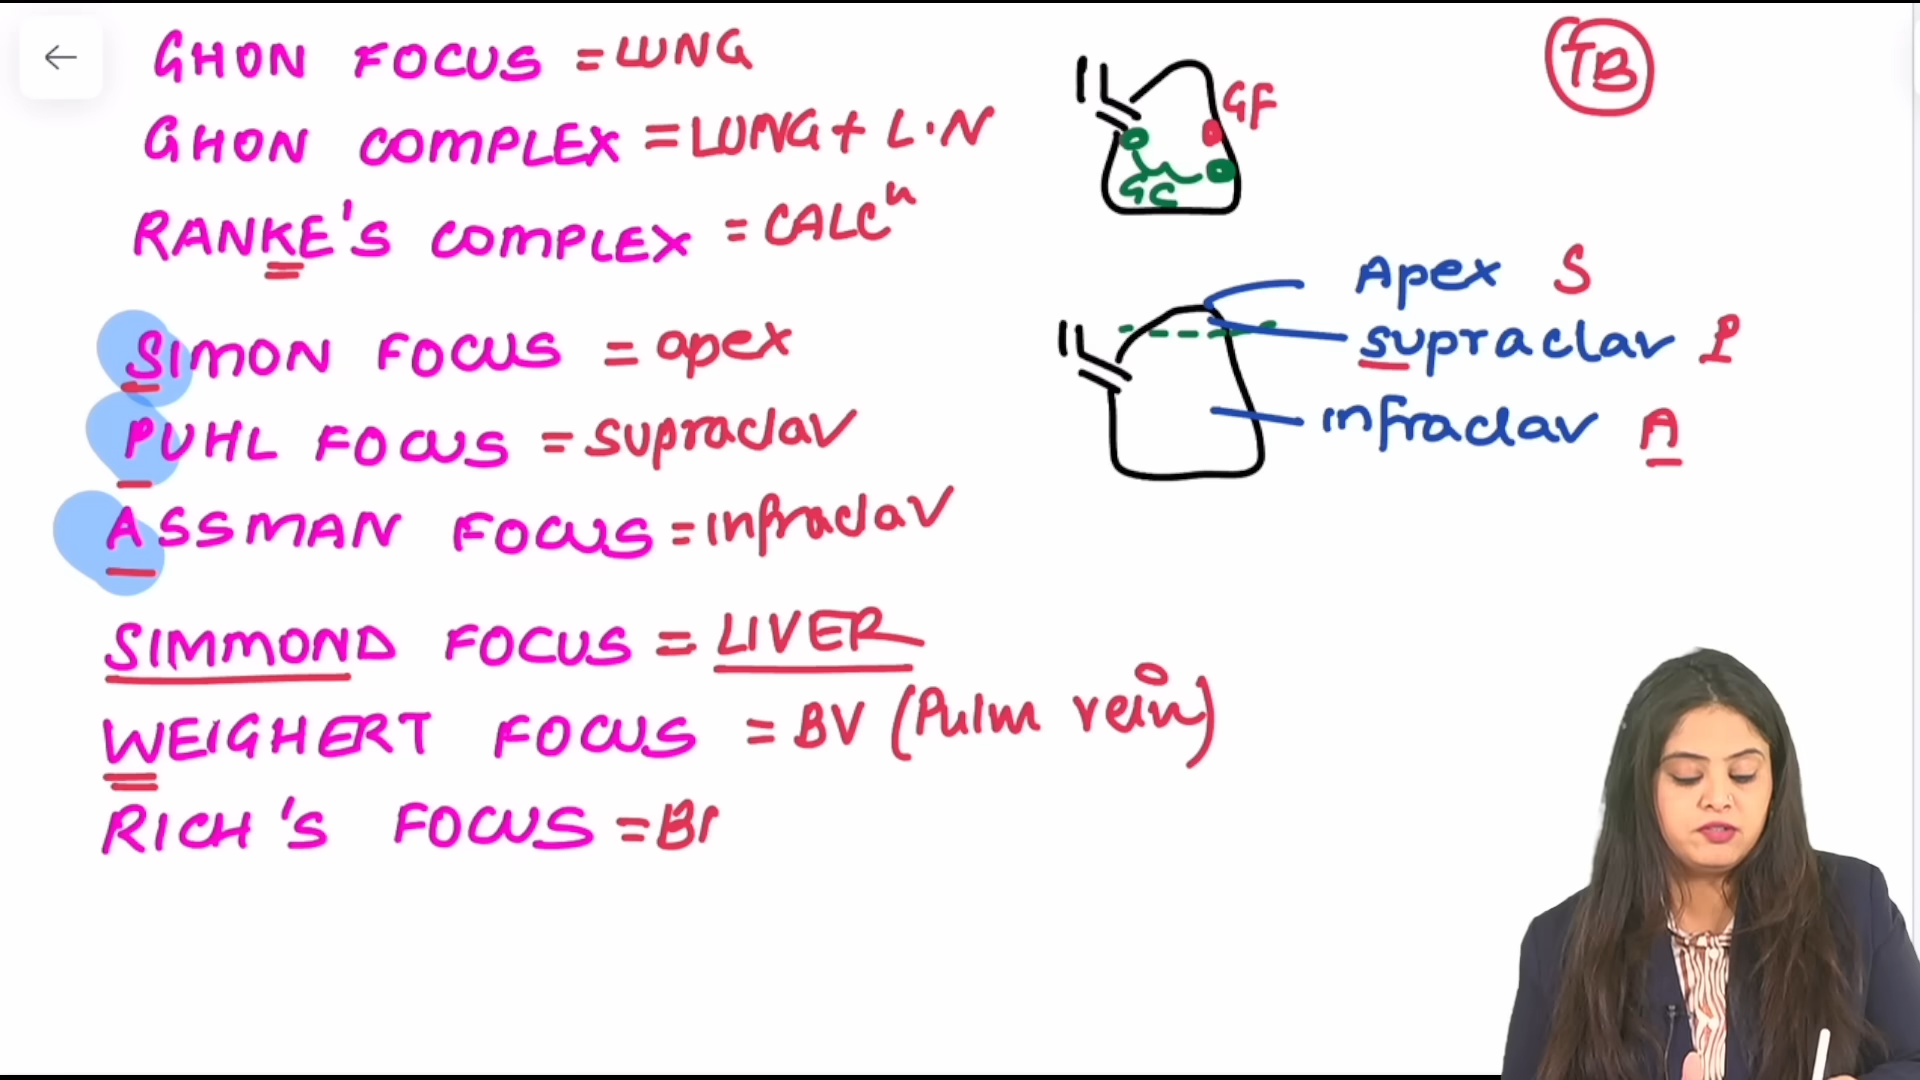 GHON FOCUS = LUNG
GHON COMPLEX = LUNG + L.N
RANKE'S COMPLEX = CALCⁿ
SIMON FOCUS = apex
PUHL FOCUS = supraclav
ASSMAN FOCUS = infraclav
SIMMOND FOCUS = LIVER
WEIGHERT FOCUS = BV (Pulm vein)
RICH'S FOCUS = BR
TB
GF
GC
Apex S
supraclav P
infraclav A